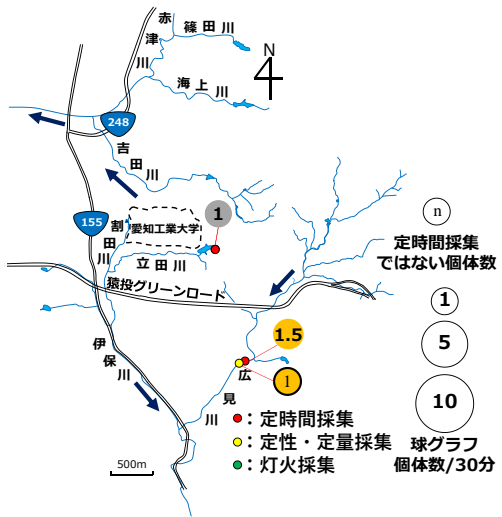 赤津川
篠田川
海上川
N
248
吉田川
155
割田川
愛知工業大学
1
立田川
猿投グリーンロード
伊保川
1.5
1
広見川
n
定時間採集
ではない個体数
1
5
10
球グラフ
個体数/30分
：定時間採集
：定性・定量採集
：灯火採集
500m